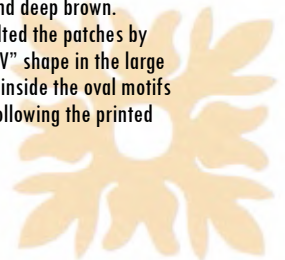 nd deep brown.
lted the patches by
V” shape in the large
inside the oval motifs
ollowing the printed